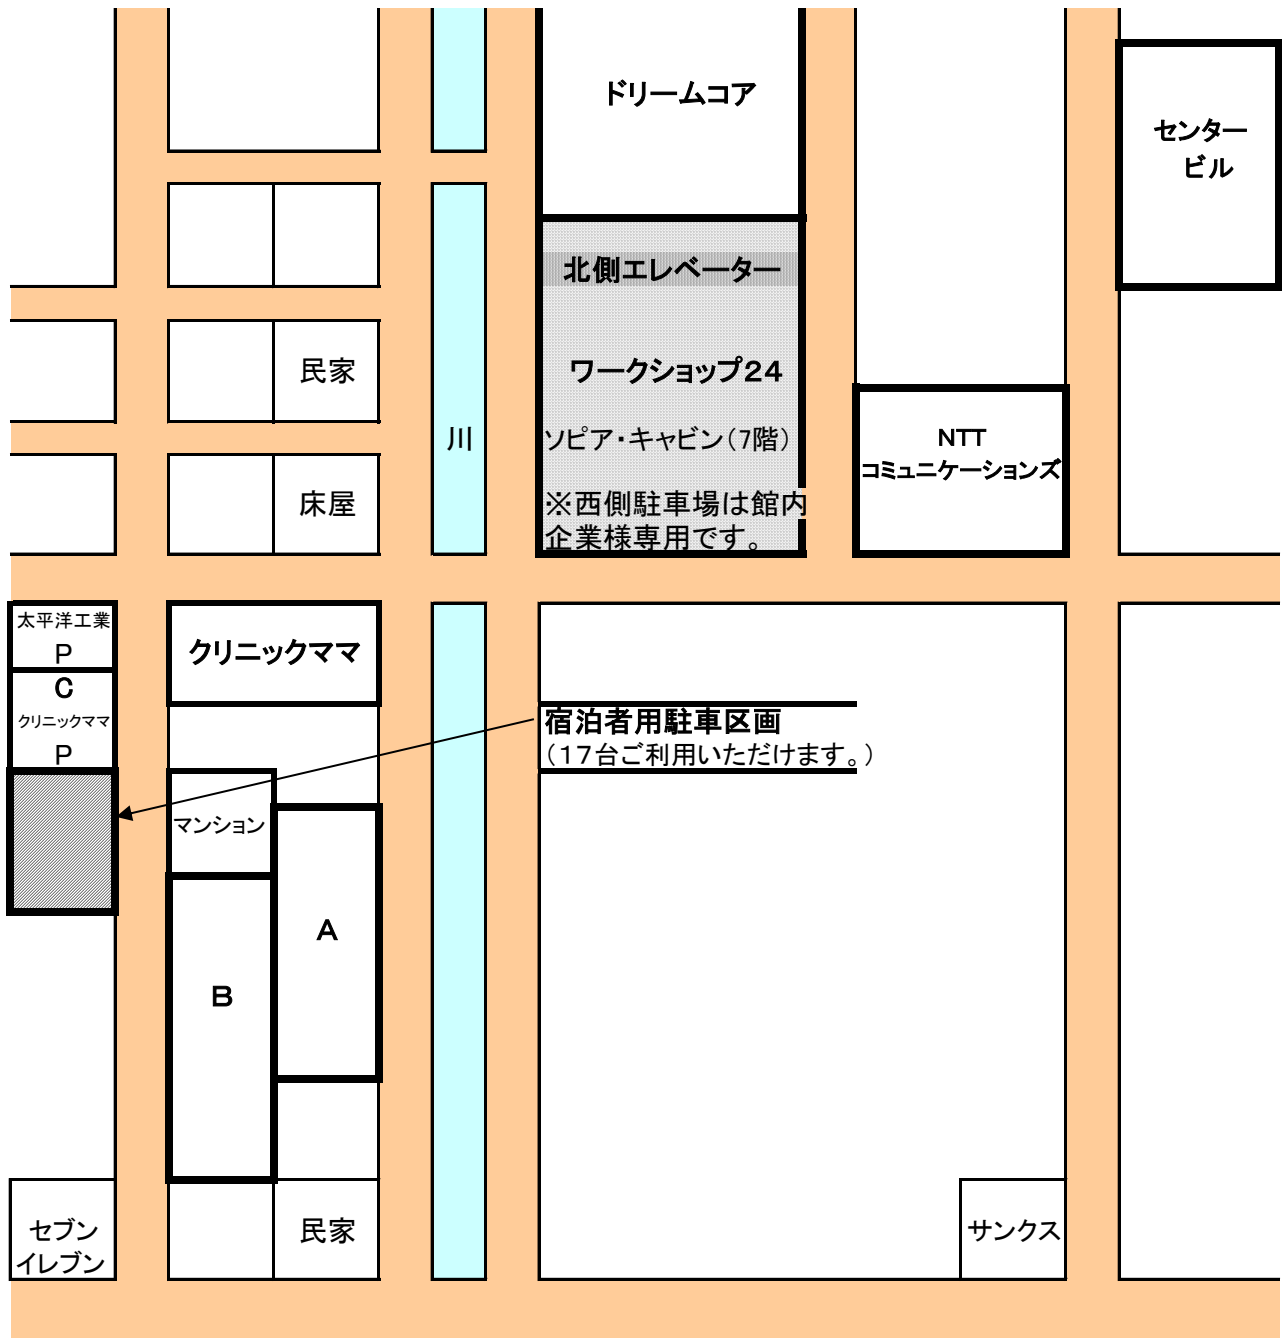 ドリームコア
センター
ビル
北側エレベーター
民家
ワークショップ24
川
ソピア・キャビン(7階)
NTT
コミュニケーションズ
床屋
※西側駐車場は館内
企業様専用です。
太平洋工業
P
クリニックママ
C
クリニックママ
P
宿泊者用駐車区画
(17台ご利用いただけます。)
マンション
A
B
セブン
イレブン
民家
サンクス